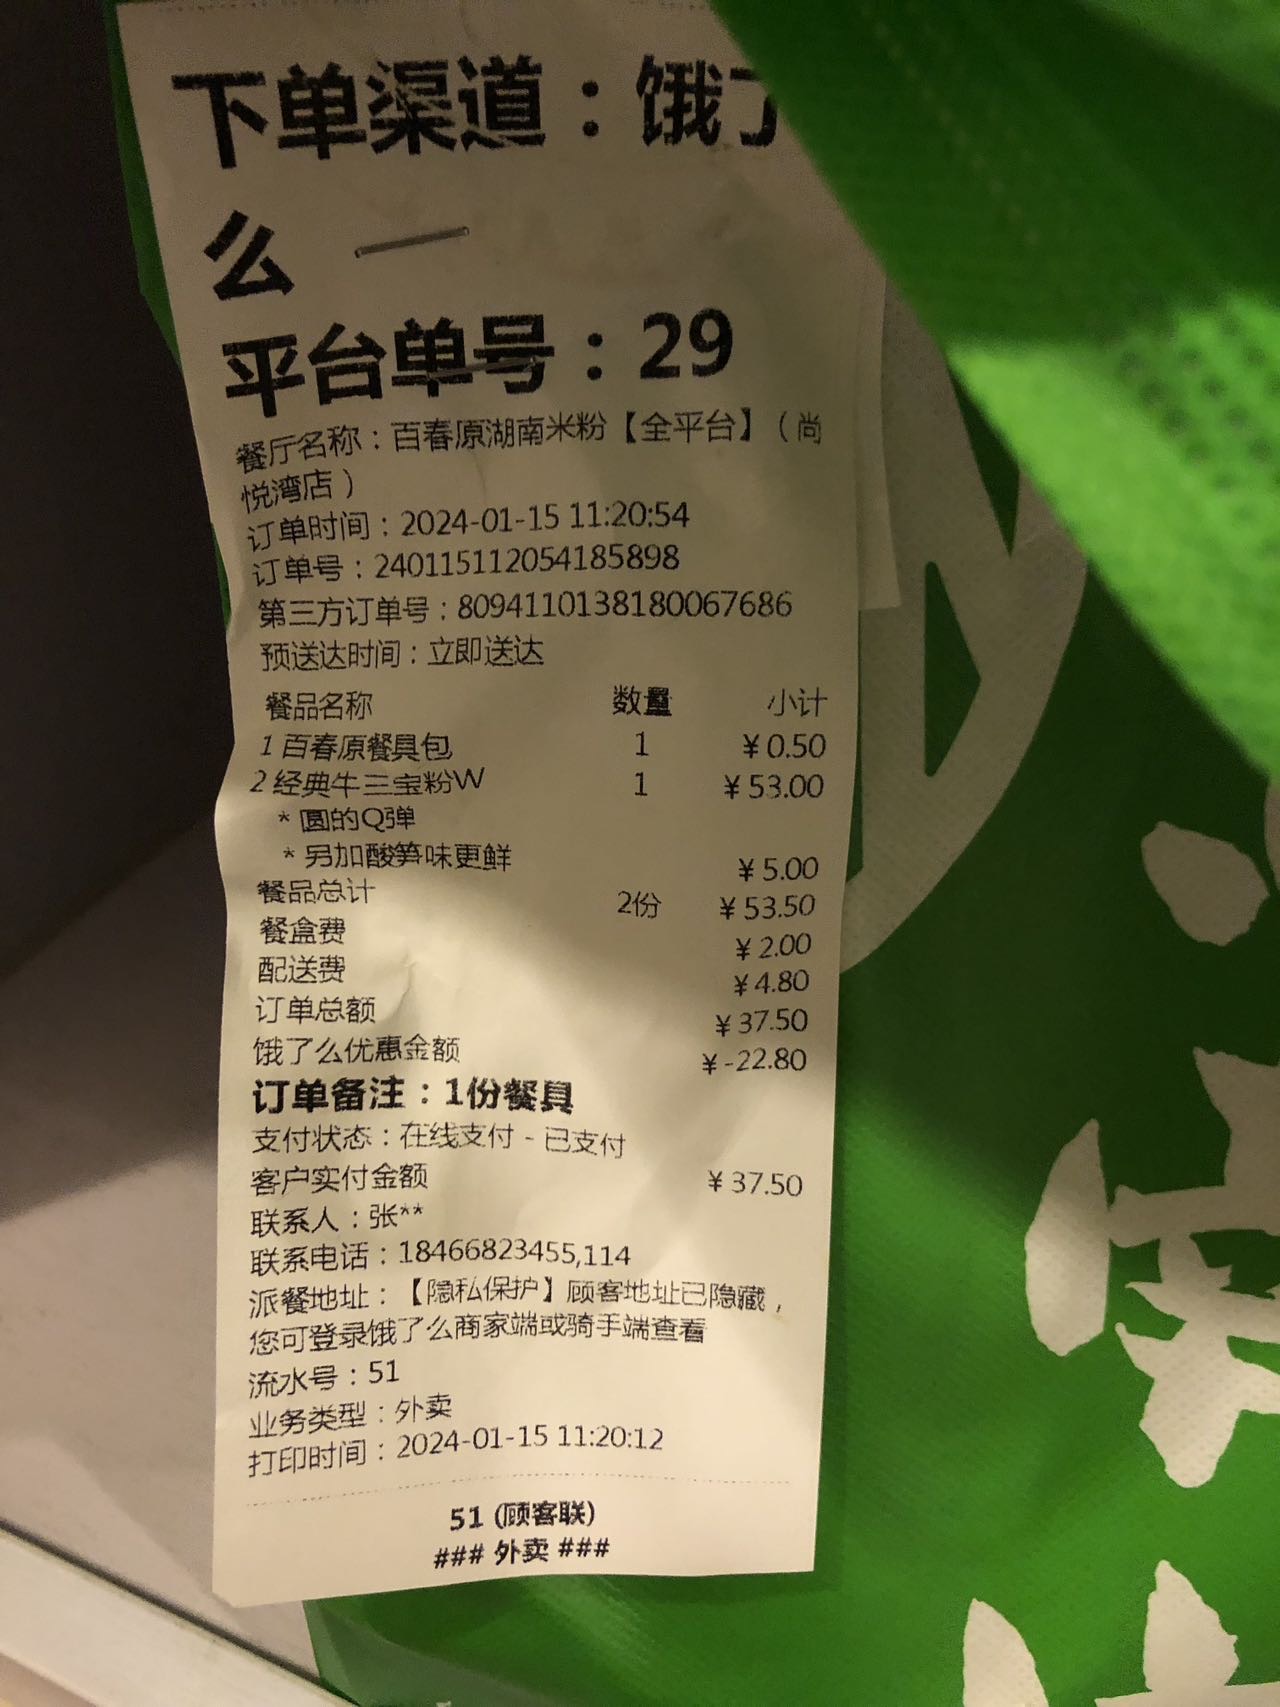 下单渠道：饿了
么
平台单号：29
餐厅名称：百春原湖南米粉【全平台】（尚
悦湾店）
订单时间：2024-01-15 11:20:54
订单号：240115112054185898
第三方订单号：8094110138180067686
预送达时间：立即送达
餐品名称 数量 小计
1 百春原餐具包 1 ￥0.50
2 经典牛三宝粉W 1 ￥53.00
* 圆的Q弹
* 另加酸笋味更鲜 ￥5.00
餐品总计 2份 ￥53.50
餐盒费 ￥2.00
配送费 ￥4.80
订单总额 ￥37.50
饿了么优惠金额 ￥-22.80
订单备注：1份餐具
支付状态：在线支付 - 已支付
客户实付金额 ￥37.50
联系人：张**
联系电话：18466823455,114
派餐地址：【隐私保护】顾客地址已隐藏，
您可登录饿了么商家端或骑手端查看
流水号：51
业务类型：外卖
打印时间：2024-01-15 11:20:12
51 (顾客联)
### 外卖 ###